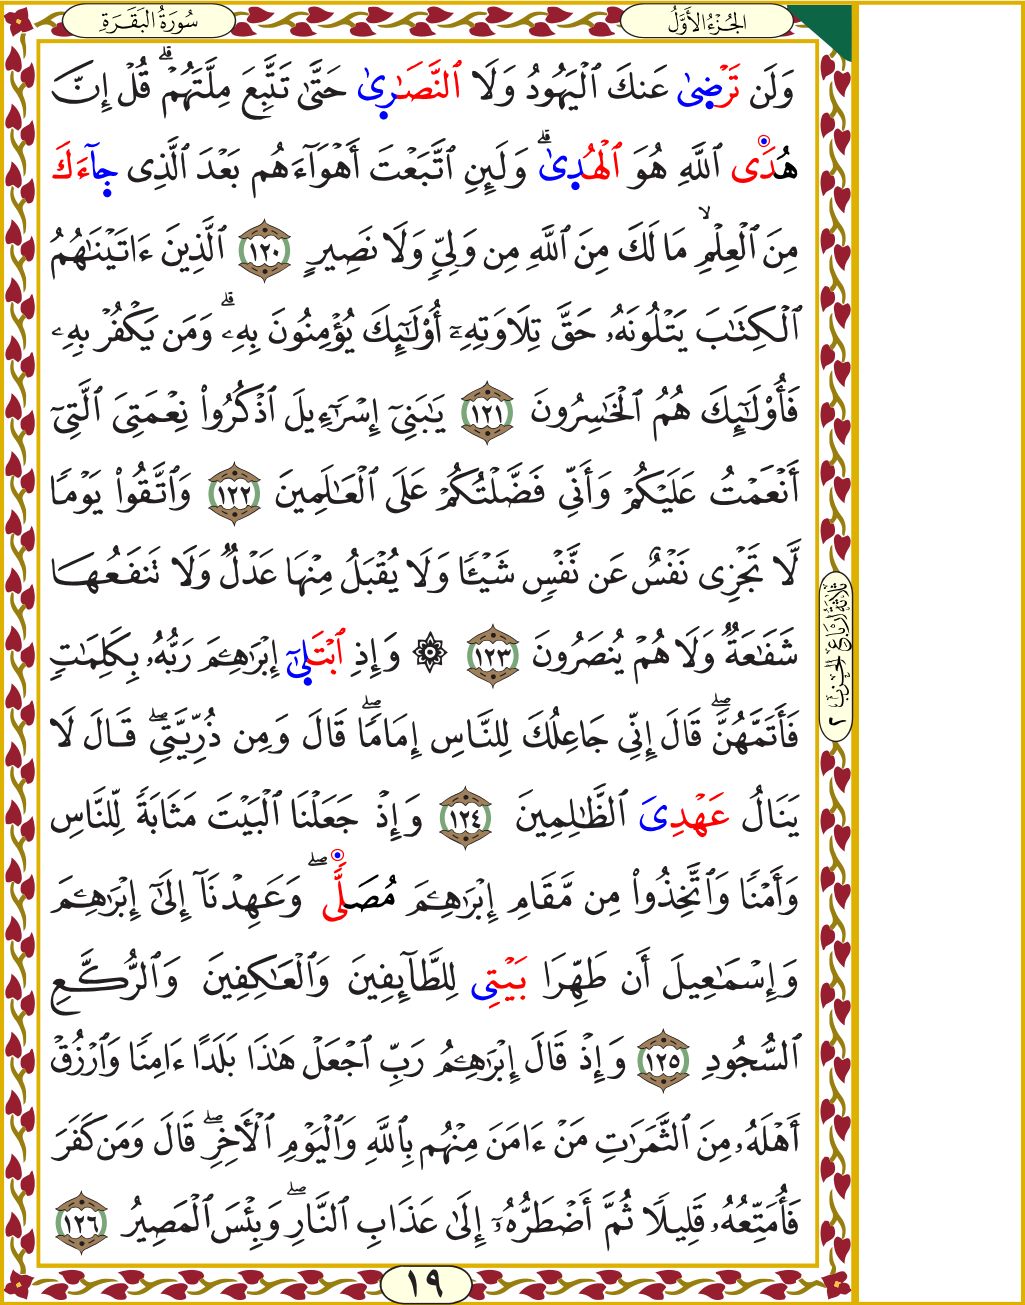 الجُزْءُ الأَوَّلُ
سُورَةُ البَقَرَةِ
وَلَن تَرْضِىٰ عَنكَ ٱلْيَهُودُ وَلَا ٱلنَّصَـٰرِىٰ حَتَّىٰ تَتَّبِعَ مِلَّتَهُمْ ۗ قُلْ إِنَّ
هُدَى ٱللَّهِ هُوَ ٱلْهُدِىٰ ۗ وَلَئِنِ ٱتَّبَعْتَ أَهْوَآءَهُم بَعْدَ ٱلَّذِى جِآءَكَ
مِنَ ٱلْعِلْمِ ۙ مَا لَكَ مِنَ ٱللَّهِ مِن وَلِىٍّ وَلَا نَصِيرٍ ١٢٠ ٱلَّذِينَ ءَاتَيْنَـٰهُمُ
ٱلْكِتَـٰبَ يَتْلُونَهُۥ حَقَّ تِلَاوَتِهِۦٓ أُو۟لَـٰٓئِكَ يُؤْمِنُونَ بِهِۦ ۗ وَمَن يَكْفُرْ بِهِۦ
فَأُو۟لَـٰٓئِكَ هُمُ ٱلْخَـٰسِرُونَ ١٢١ يَـٰبَنِىٓ إِسْرَٰٓءِيلَ ٱذْكُرُوا۟ نِعْمَتِىَ ٱلَّتِىٓ
أَنْعَمْتُ عَلَيْكُمْ وَأَنِّى فَضَّلْتُكُمْ عَلَى ٱلْعَـٰلَمِينَ ١٢٢ وَٱتَّقُوا۟ يَوْمًا
لَّا تَجْزِى نَفْسٌ عَن نَّفْسٍ شَيْـًٔا وَلَا يُقْبَلُ مِنْهَا عَدْلٌ وَلَا تَنفَعُهَا
شَفَـٰعَةٌ وَلَا هُمْ يُنصَرُونَ ١٢٣ ۞ وَإِذِ ٱبْتَلِىٰٓ إِبْرَٰهِـۧمَ رَبُّهُۥ بِكَلِمَـٰتٍ
فَأَتَمَّهُنَّ ۖ قَالَ إِنِّى جَاعِلُكَ لِلنَّاسِ إِمَامًا ۖ قَالَ وَمِن ذُرِّيَّتِى ۖ قَالَ لَا
يَنَالُ عَهْدِىَ ٱلظَّـٰلِمِينَ ١٢٤ وَإِذْ جَعَلْنَا ٱلْبَيْتَ مَثَابَةً لِّلنَّاسِ
وَأَمْنًا وَٱتَّخِذُوا۟ مِن مَّقَامِ إِبْرَٰهِـۧمَ مُصَلًّى ۖ وَعَهِدْنَآ إِلَىٰٓ إِبْرَٰهِـۧمَ
وَإِسْمَـٰعِيلَ أَن طَهِّرَا بَيْتِى لِلطَّآئِفِينَ وَٱلْعَـٰكِفِينَ وَٱلرُّكَّعِ
ٱلسُّجُودِ ١٢٥ وَإِذْ قَالَ إِبْرَٰهِـۧمُ رَبِّ ٱجْعَلْ هَـٰذَا بَلَدًا ءَامِنًا وَٱرْزُقْ
أَهْلَهُۥ مِنَ ٱلثَّمَرَٰتِ مَنْ ءَامَنَ مِنْهُم بِٱللَّهِ وَٱلْيَوْمِ ٱلْـَٔاخِرِ ۖ قَالَ وَمَن كَفَرَ
فَأُمَتِّعُهُۥ قَلِيلًا ثُمَّ أَضْطَرُّهُۥٓ إِلَىٰ عَذَابِ ٱلنَّارِ ۖ وَبِئْسَ ٱلْمَصِيرُ ١٢٦
ثلاثة أرباع الحزب ٢
١٩